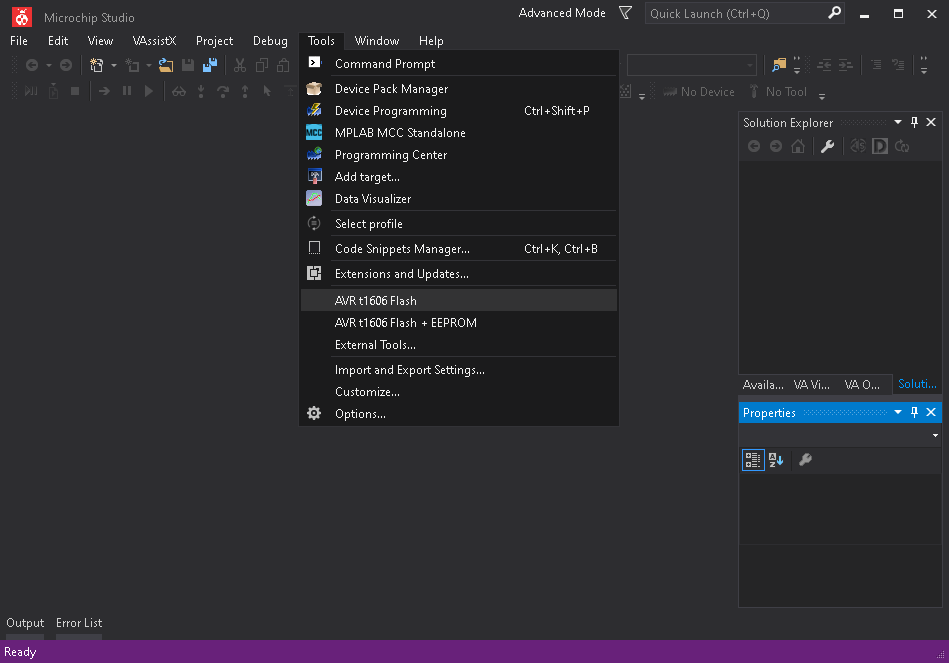 Microchip Studio
Advanced Mode
Quick Launch (Ctrl+Q)
File Edit View VAssistX Project Debug Tools Window Help
Command Prompt
Device Pack Manager
Device Programming Ctrl+Shift+P
MCC MPLAB MCC Standalone
Programming Center
Add target...
Data Visualizer
Select profile
Code Snippets Manager... Ctrl+K, Ctrl+B
Extensions and Updates...
AVR t1606 Flash
AVR t1606 Flash + EEPROM
External Tools...
Import and Export Settings...
Customize...
Options...
No Device No Tool
Solution Explorer
Availa... VA Vi... VA O... Soluti...
Properties
Output Error List
Ready